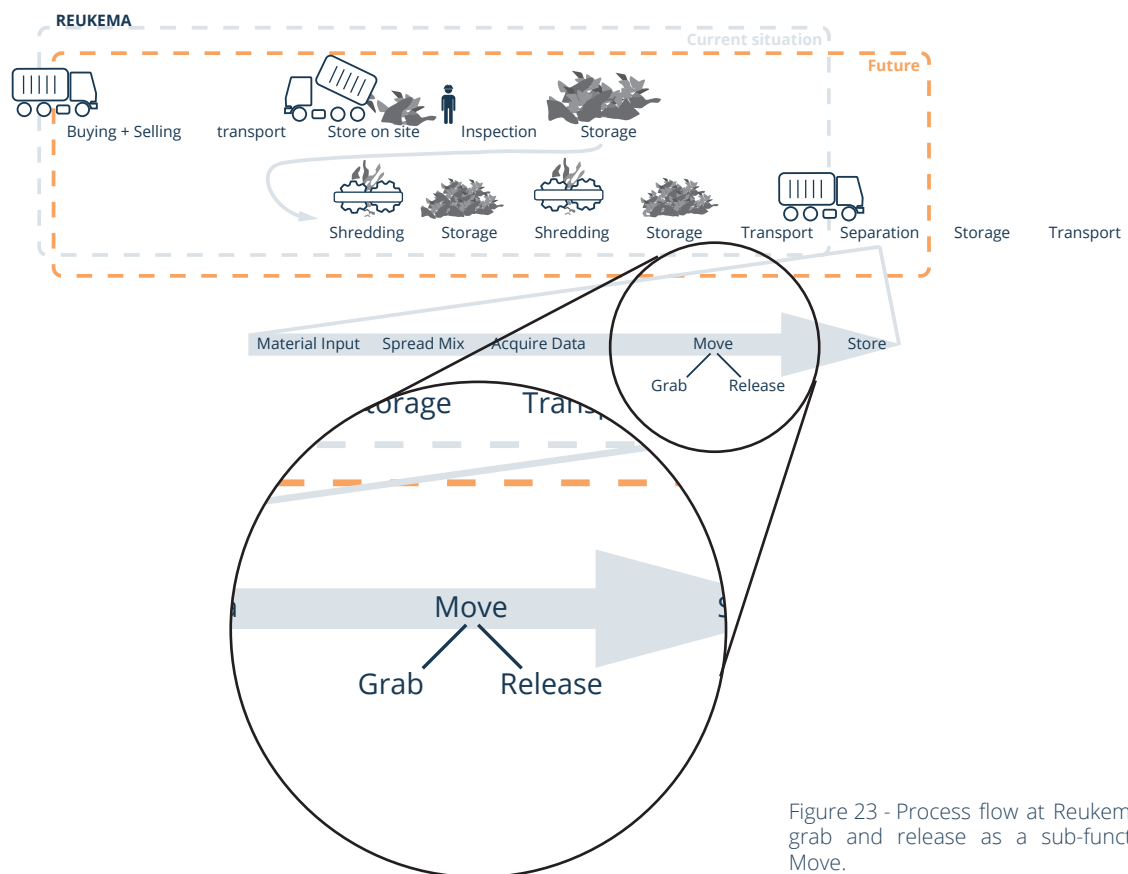 REUKEMA
Current situation
Future
Buying + Selling transport Store on site Inspection Storage
Shredding Storage Shredding Storage Transport Separation Storage Transport
Material Input Spread Mix Acquire Data Move Store
Grab Release
orage Transp
Move
Grab Release
Figure 23 - Process flow at Reukem
grab and release as a sub-funct
Move.